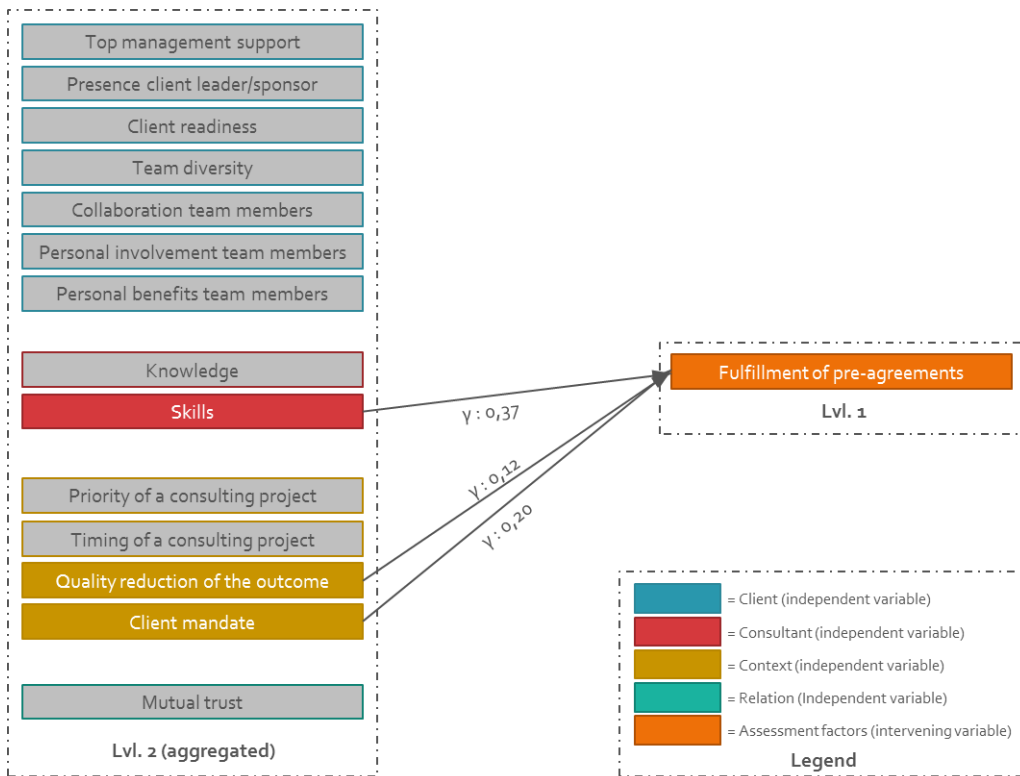 Top management support
Presence client leader/sponsor
Client readiness
Team diversity
Collaboration team members
Personal involvement team members
Personal benefits team members
Knowledge
Skills
Priority of a consulting project
Timing of a consulting project
Quality reduction of the outcome
Client mandate
Mutual trust
Lvl. 2 (aggregated)
γ : 0,37
γ : 0,12
γ : 0,20
Fulfillment of pre-agreements
Lvl. 1
= Client (independent variable)
= Consultant (independent variable)
= Context (independent variable)
= Relation (Independent variable)
= Assessment factors (intervening variable)
Legend